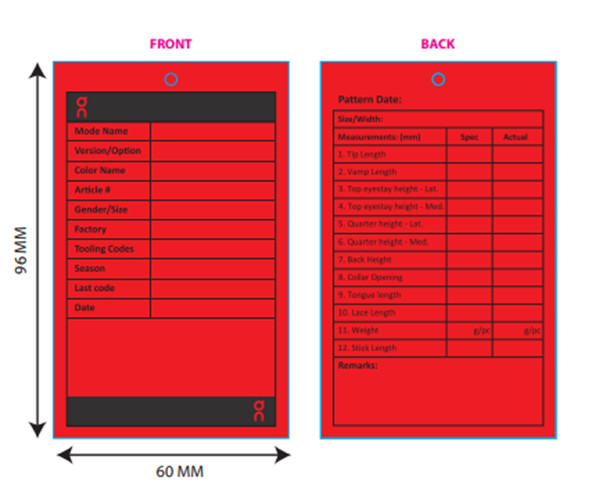 FRONT
Mode Name
Version/Option
Color Name
Article #
Gender/Size
Factory
Tooling Codes
Season
Last code
Date
96 MM
60 MM
BACK
Pattern Date:
Size/Width:
Measurements: (mm) Spec Actual
1. Tip Length
2. Vamp Length
3. Top eyestay height - Lat.
4. Top eyestay height - Med.
5. Quarter height - Lat.
6. Quarter height - Med.
7. Back Height
8. Collar Opening
9. Tongue length
10. Lace Length
11. Weight g/pc g/pc
12. Stick Length
Remarks: